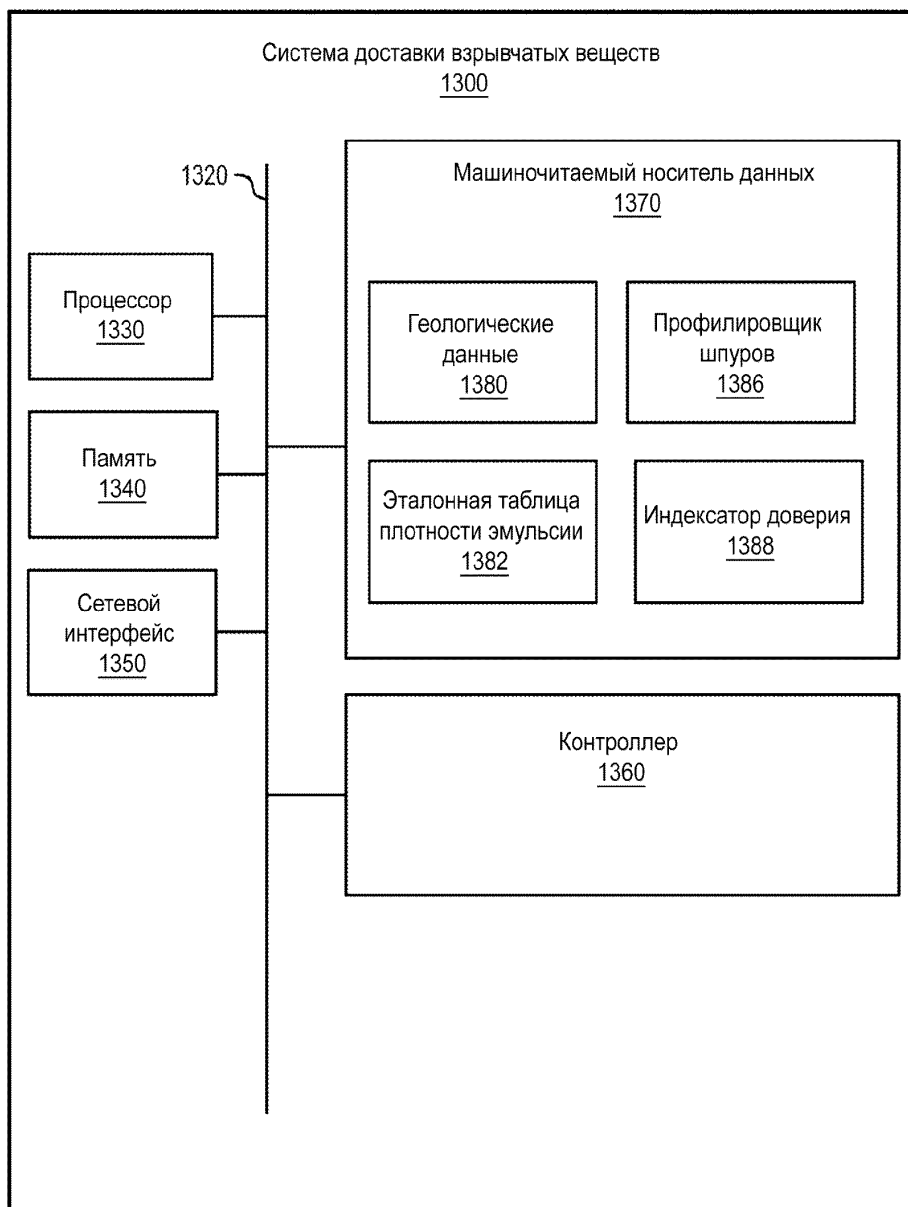 Система доставки взрывчатых веществ
1300
1320
Машиночитаемый носитель данных
1370
Процессор
1330
Геологические
данные
1380
Профилировщик
шпуров
1386
Память
1340
Эталонная таблица
плотности эмульсии
1382
Индексатор доверия
1388
Сетевой
интерфейс
1350
Контроллер
1360